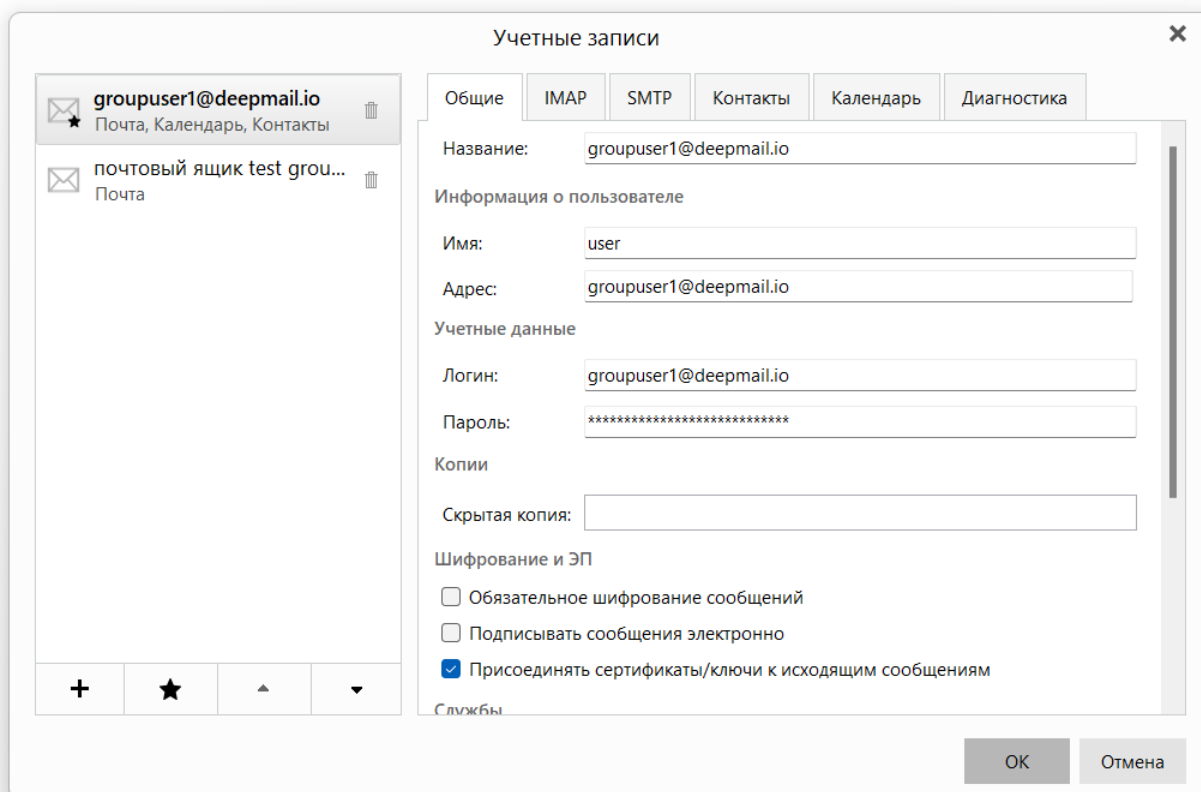 Учетные записи
groupuser1@deepmail.io
Почта, Календарь, Контакты
почтовый ящик test grou...
Почта
Общие IMAP SMTP Контакты Календарь Диагностика
Название: groupuser1@deepmail.io
Информация о пользователе
Имя: user
Адрес: groupuser1@deepmail.io
Учетные данные
Логин: groupuser1@deepmail.io
Пароль: ****************************
Копии
Скрытая копия:
Шифрование и ЭП
Обязательное шифрование сообщений
Подписывать сообщения электронно
Присоединять сертификаты/ключи к исходящим сообщениям
Службы
ОК Отмена